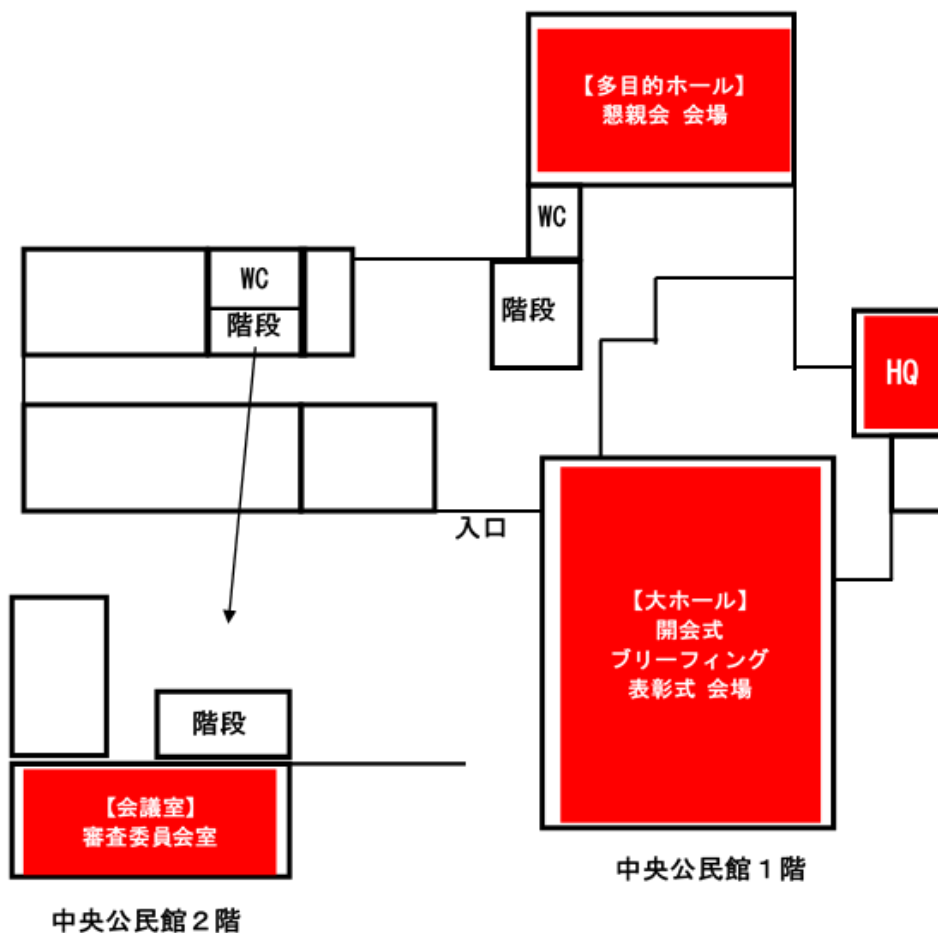 【多目的ホール】
懇親会 会場
WC
WC
階段
階段
HQ
入口
【大ホール】
開会式
ブリーフィング
表彰式 会場
階段
【会議室】
審査委員会室
中央公民館１階
中央公民館２階